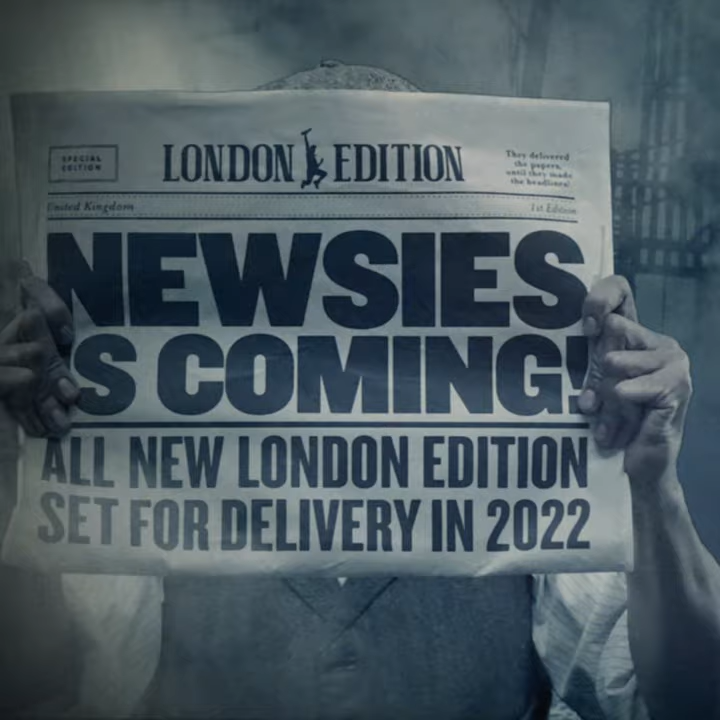 SPECIAL
EDITION
LONDON EDITION
They delivered
the papers,
until they made
the headlines!
United Kingdom
1st Edition
NEWSIES
IS COMING!
ALL NEW LONDON EDITION
SET FOR DELIVERY IN 2022